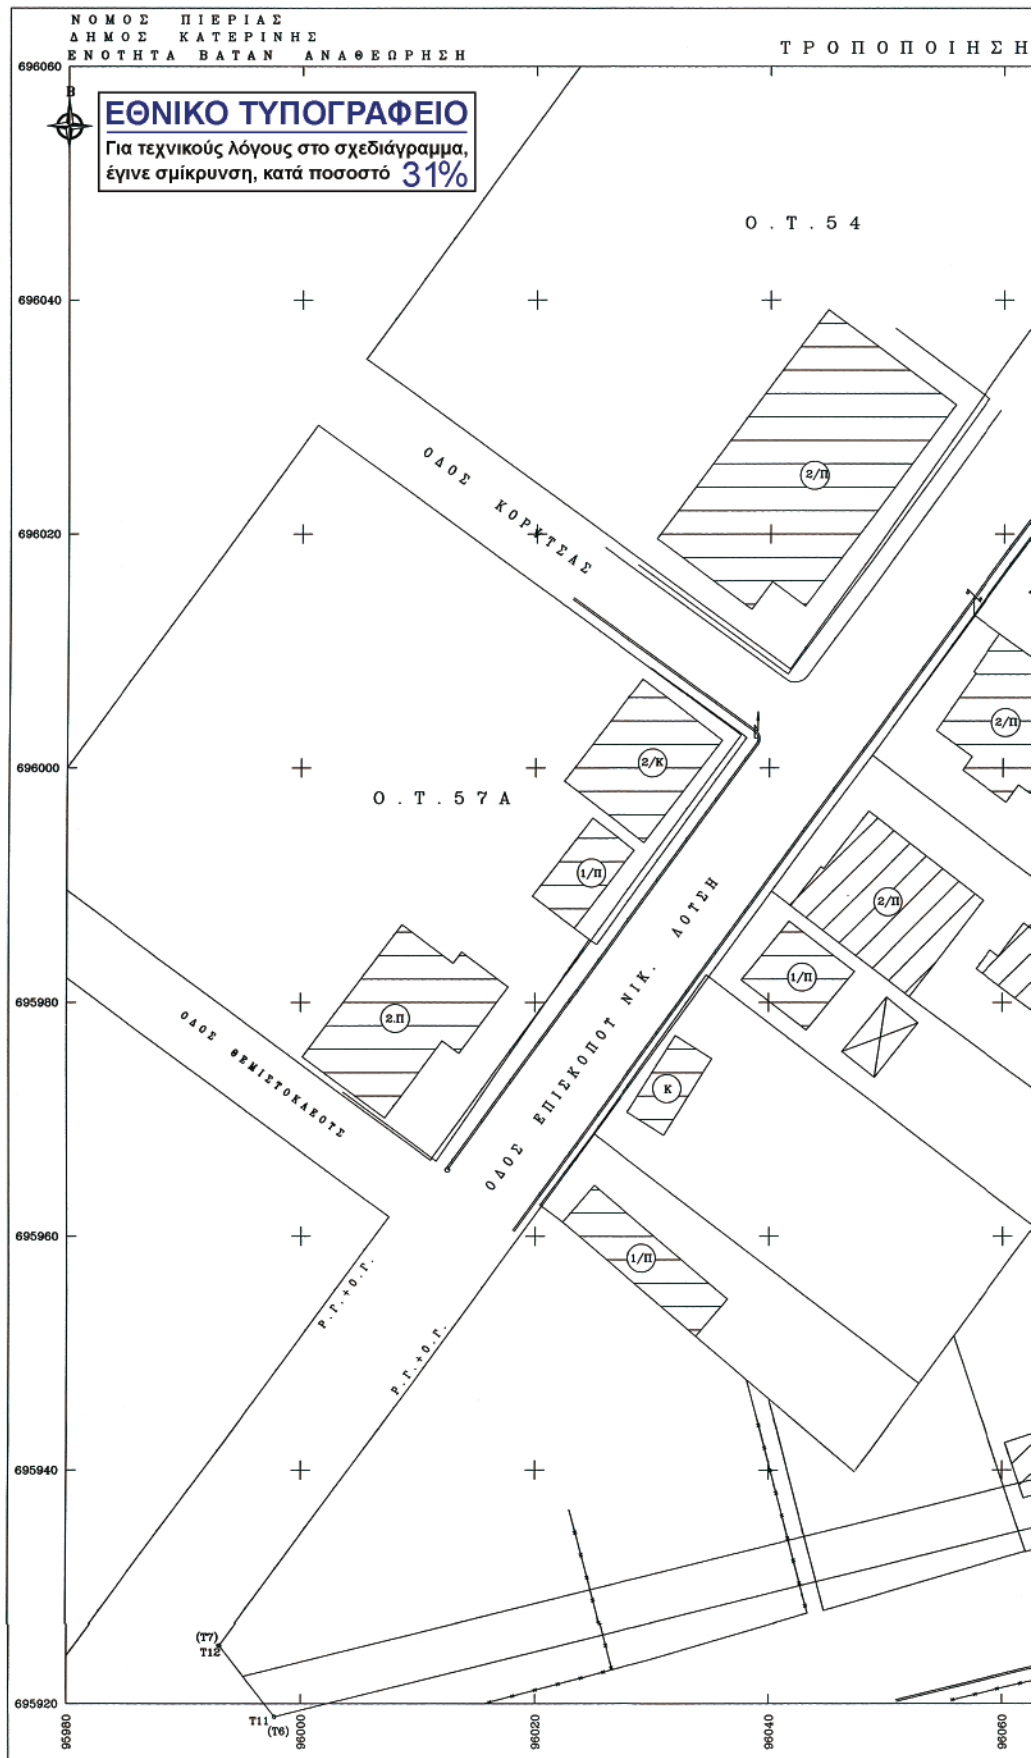 ΝΟΜΟΣ ΠΙΕΡΙΑΣ
ΔΗΜΟΣ ΚΑΤΕΡΙΝΗΣ
ΕΝΟΤΗΤΑ ΒΑΤΑΝ ΑΝΑΘΕΩΡΗΣΗ
ΤΡΟΠΟΠΟΙΗΣΗ
696060
Β
ΕΘΝΙΚΟ ΤΥΠΟΓΡΑΦΕΙΟ
Για τεχνικούς λόγους στο σχεδιάγραμμα,
έγινε σμίκρυνση, κατά ποσοστό 31%
Ο.Τ.54
696040
2/Π
ΟΔΟΣ ΚΟΡΥΤΣΑΣ
696020
2/Π
2/Κ
696000
Ο.Τ.57Α
1/Π
2/Π
ΟΔΟΣ ΕΠΙΣΚΟΠΟΥ ΝΙΚ. ΛΟΤΣΗ
1/Π
695980
2.Π
ΟΔΟΣ ΘΕΜΙΣΤΟΚΛΕΟΥΣ
Κ
695960
1/Π
Ρ.Γ.+Ο.Γ.
Ρ.Γ.+Ο.Γ.
695940
(Τ7)
Τ12
695920
Τ11
(Τ6)
95980
96000
96020
96040
96060